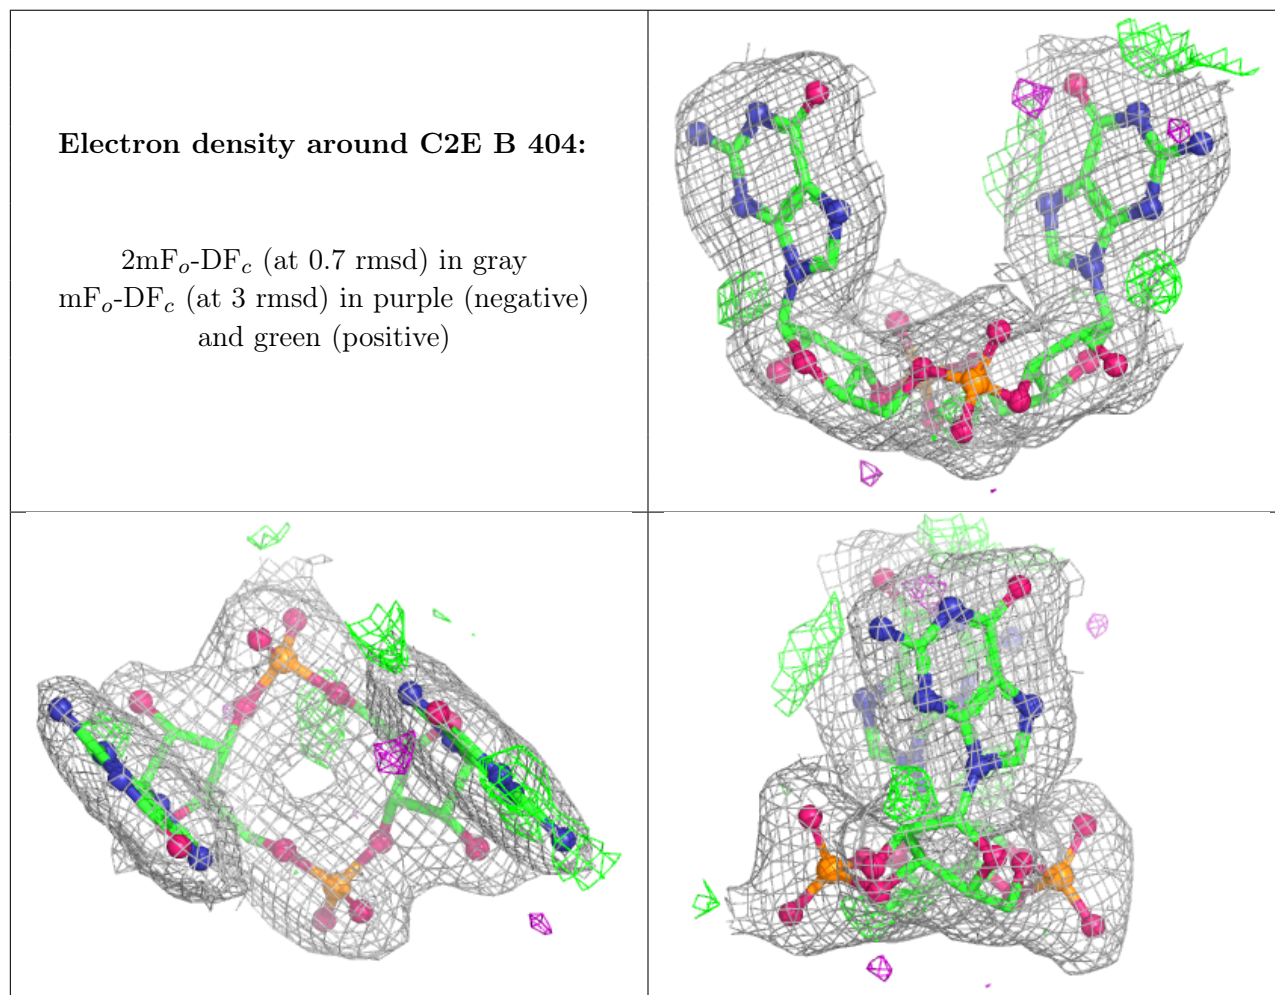 Electron density around C2E B 404:
2mFo-DFc (at 0.7 rmsd) in gray
mFo-DFc (at 3 rmsd) in purple (negative)
and green (positive)